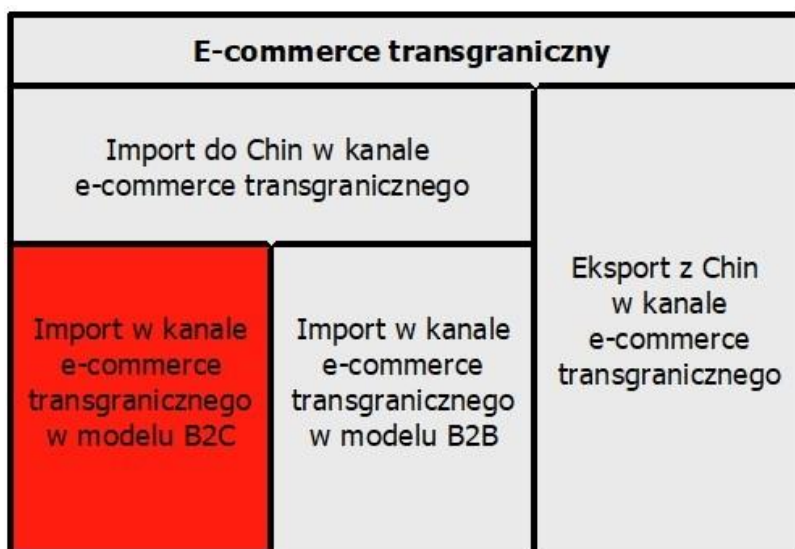 E-commerce transgraniczny
Import do Chin w kanale
e-commerce transgranicznego
Import w kanale
e-commerce
transgranicznego
w modelu B2C
Import w kanale
e-commerce
transgranicznego
w modelu B2B
Eksport z Chin
w kanale
e-commerce
transgranicznego